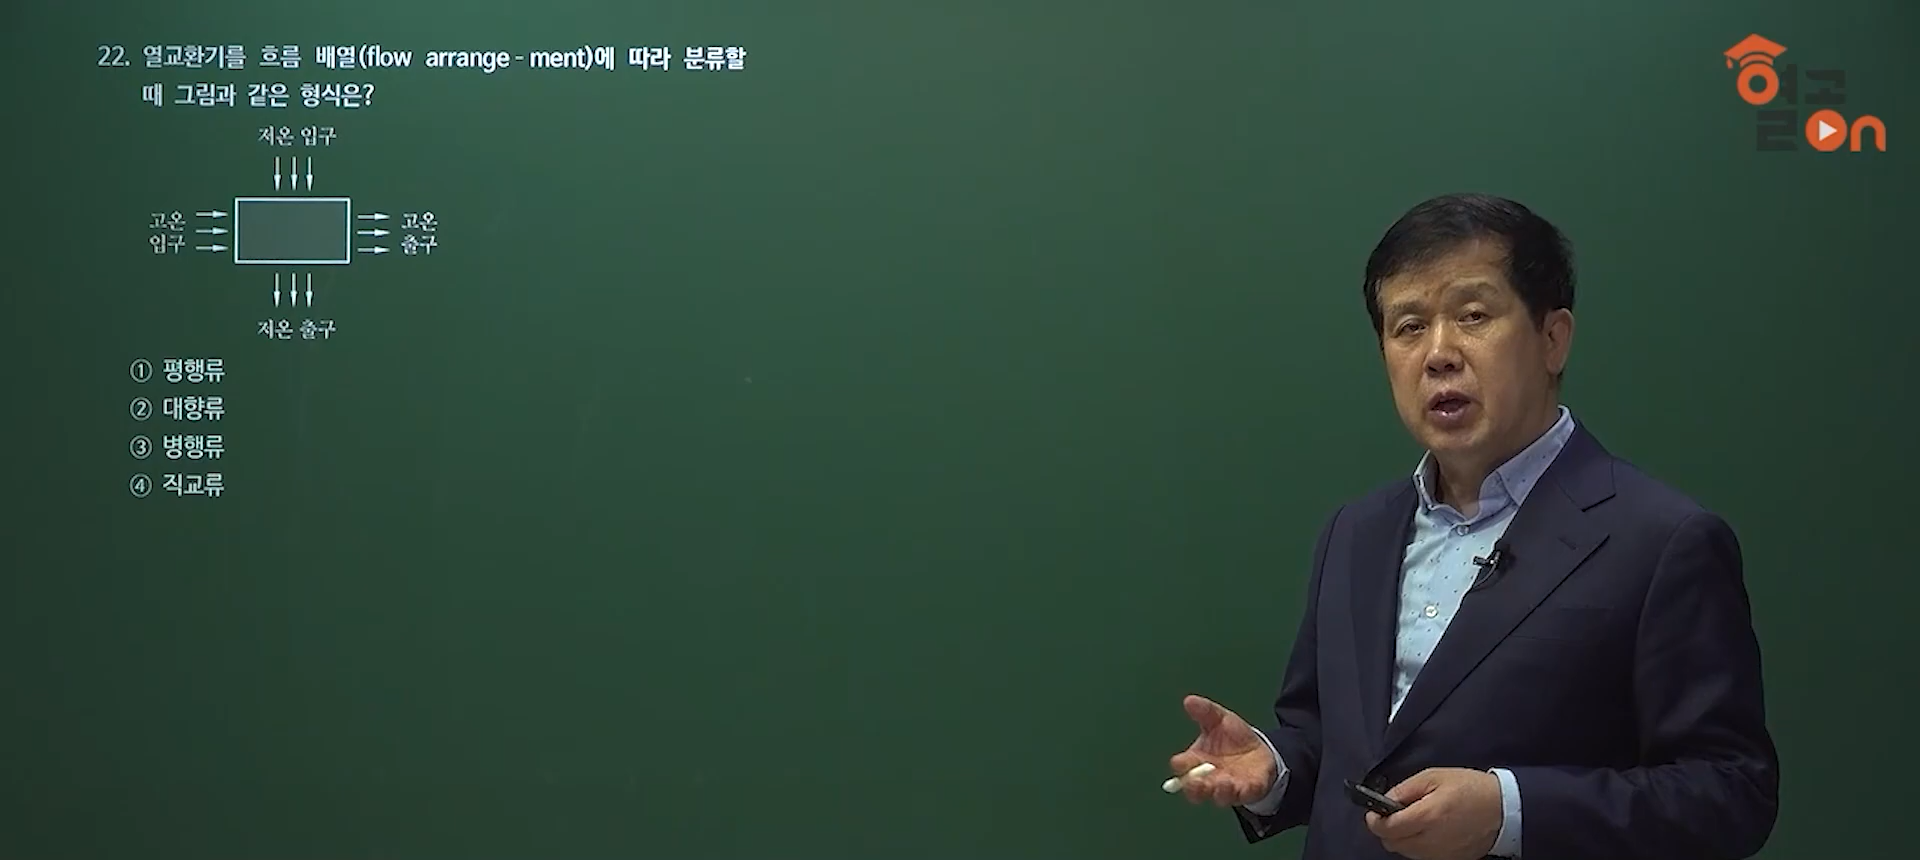 열공
on
22. 열교환기를 흐름 배열(flow arrange-ment)에 따라 분류할
때 그림과 같은 형식은?
저온 입구
고온
입구
고온
출구
저온 출구
① 평행류
② 대향류
③ 병행류
④ 직교류